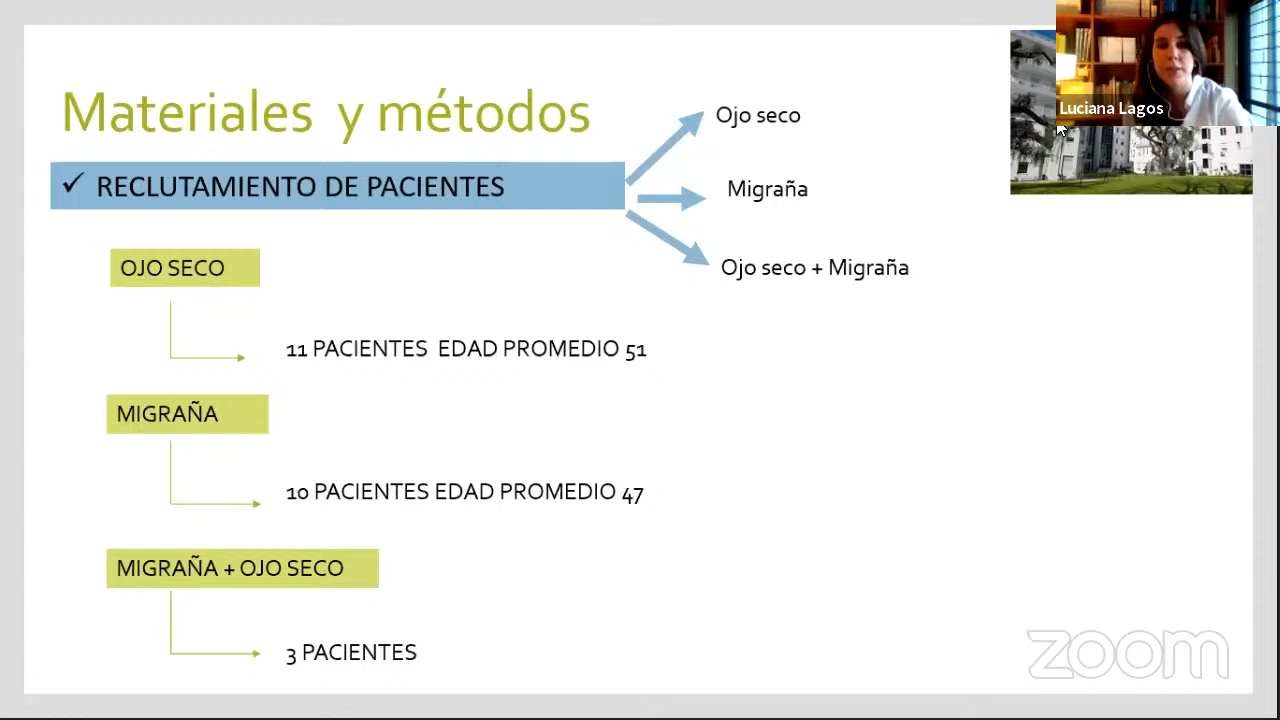 Materiales y métodos
✓ RECLUTAMIENTO DE PACIENTES
Ojo seco
Migraña
Ojo seco + Migraña
OJO SECO
11 PACIENTES EDAD PROMEDIO 51
MIGRAÑA
10 PACIENTES EDAD PROMEDIO 47
MIGRAÑA + OJO SECO
3 PACIENTES
Luciana Lagos
zoom